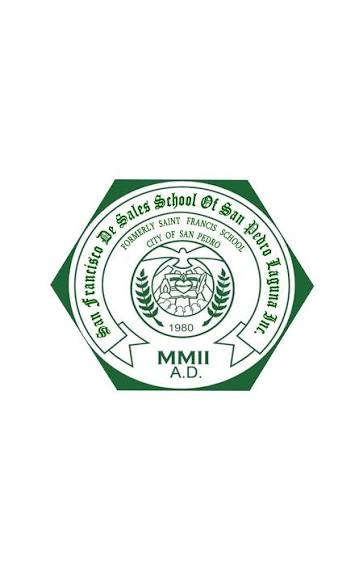 San Francisco De Sales School Of San Pedro Laguna Inc.
FORMERLY SAINT FRANCIS SCHOOL
CITY OF SAN PEDRO
1980
MMII
A.D.